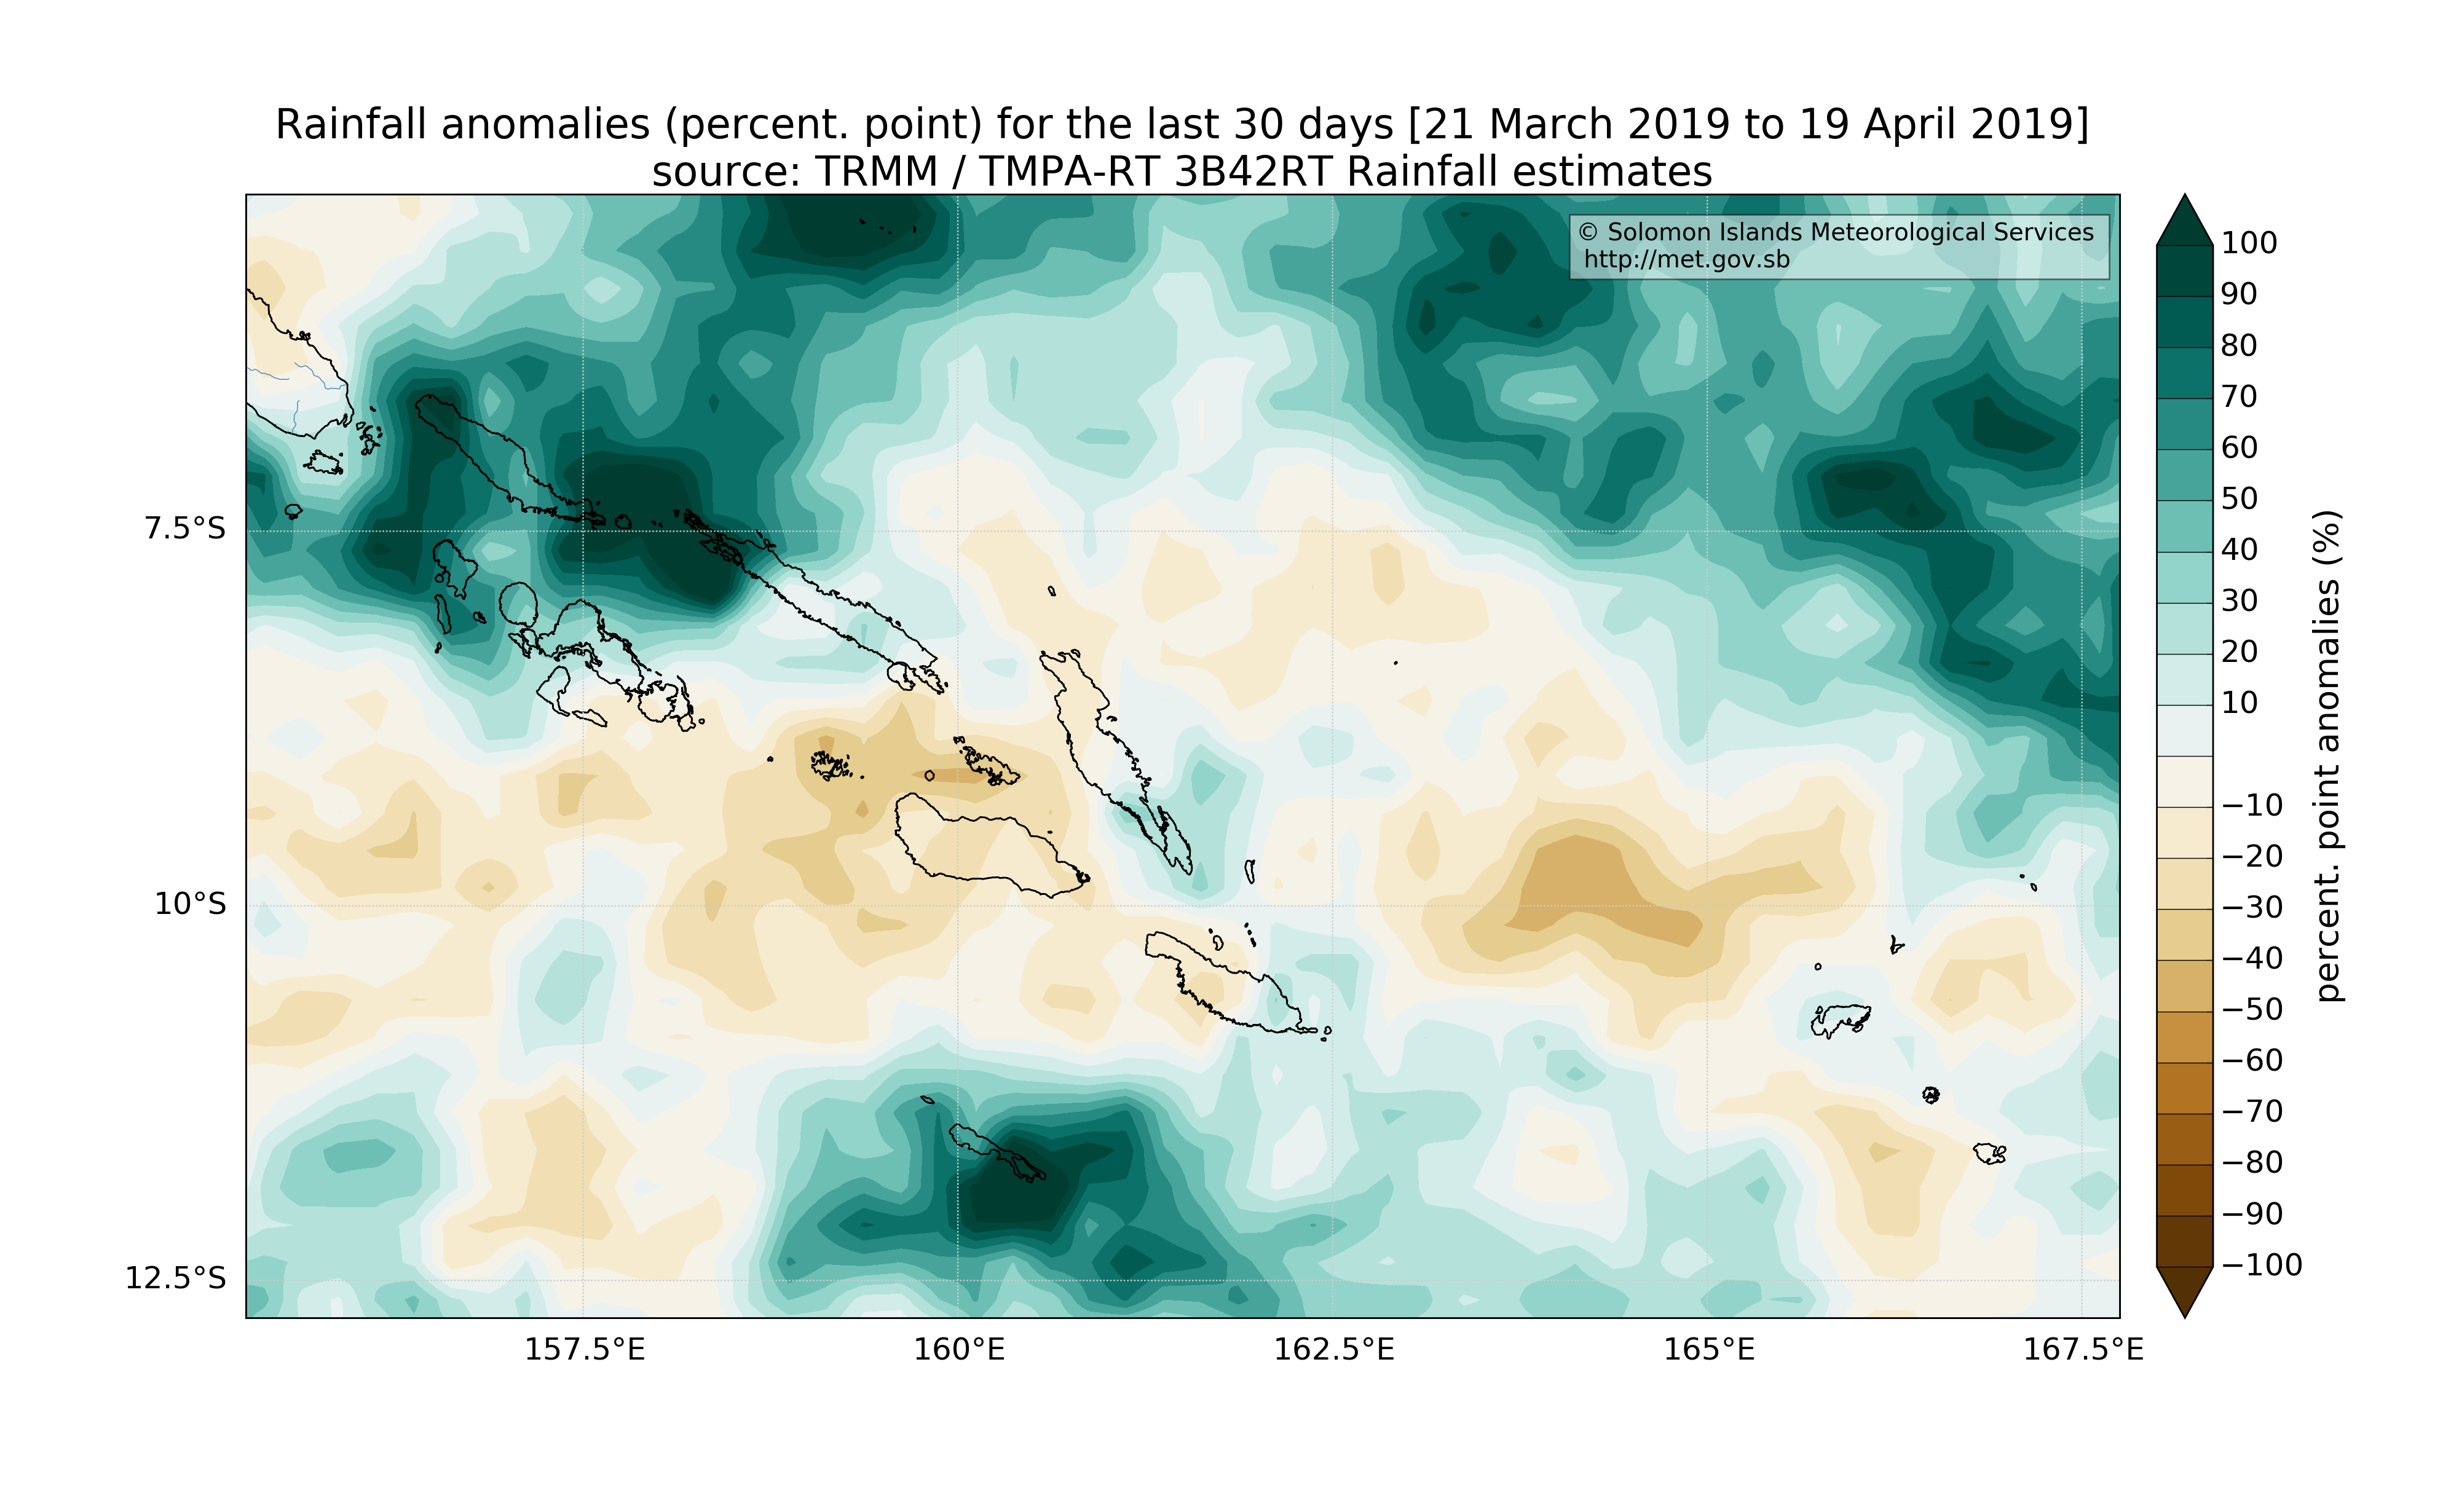 Rainfall anomalies (percent. point) for the last 30 days [21 March 2019 to 19 April 2019]
source: TRMM / TMPA-RT 3B42RT Rainfall estimates
© Solomon Islands Meteorological Services
http://met.gov.sb
7.5°S
10°S
12.5°S
157.5°E
160°E
162.5°E
165°E
167.5°E
100
90
80
70
60
50
40
30
20
10
−10
−20
−30
−40
−50
−60
−70
−80
−90
−100
percent. point anomalies (%)